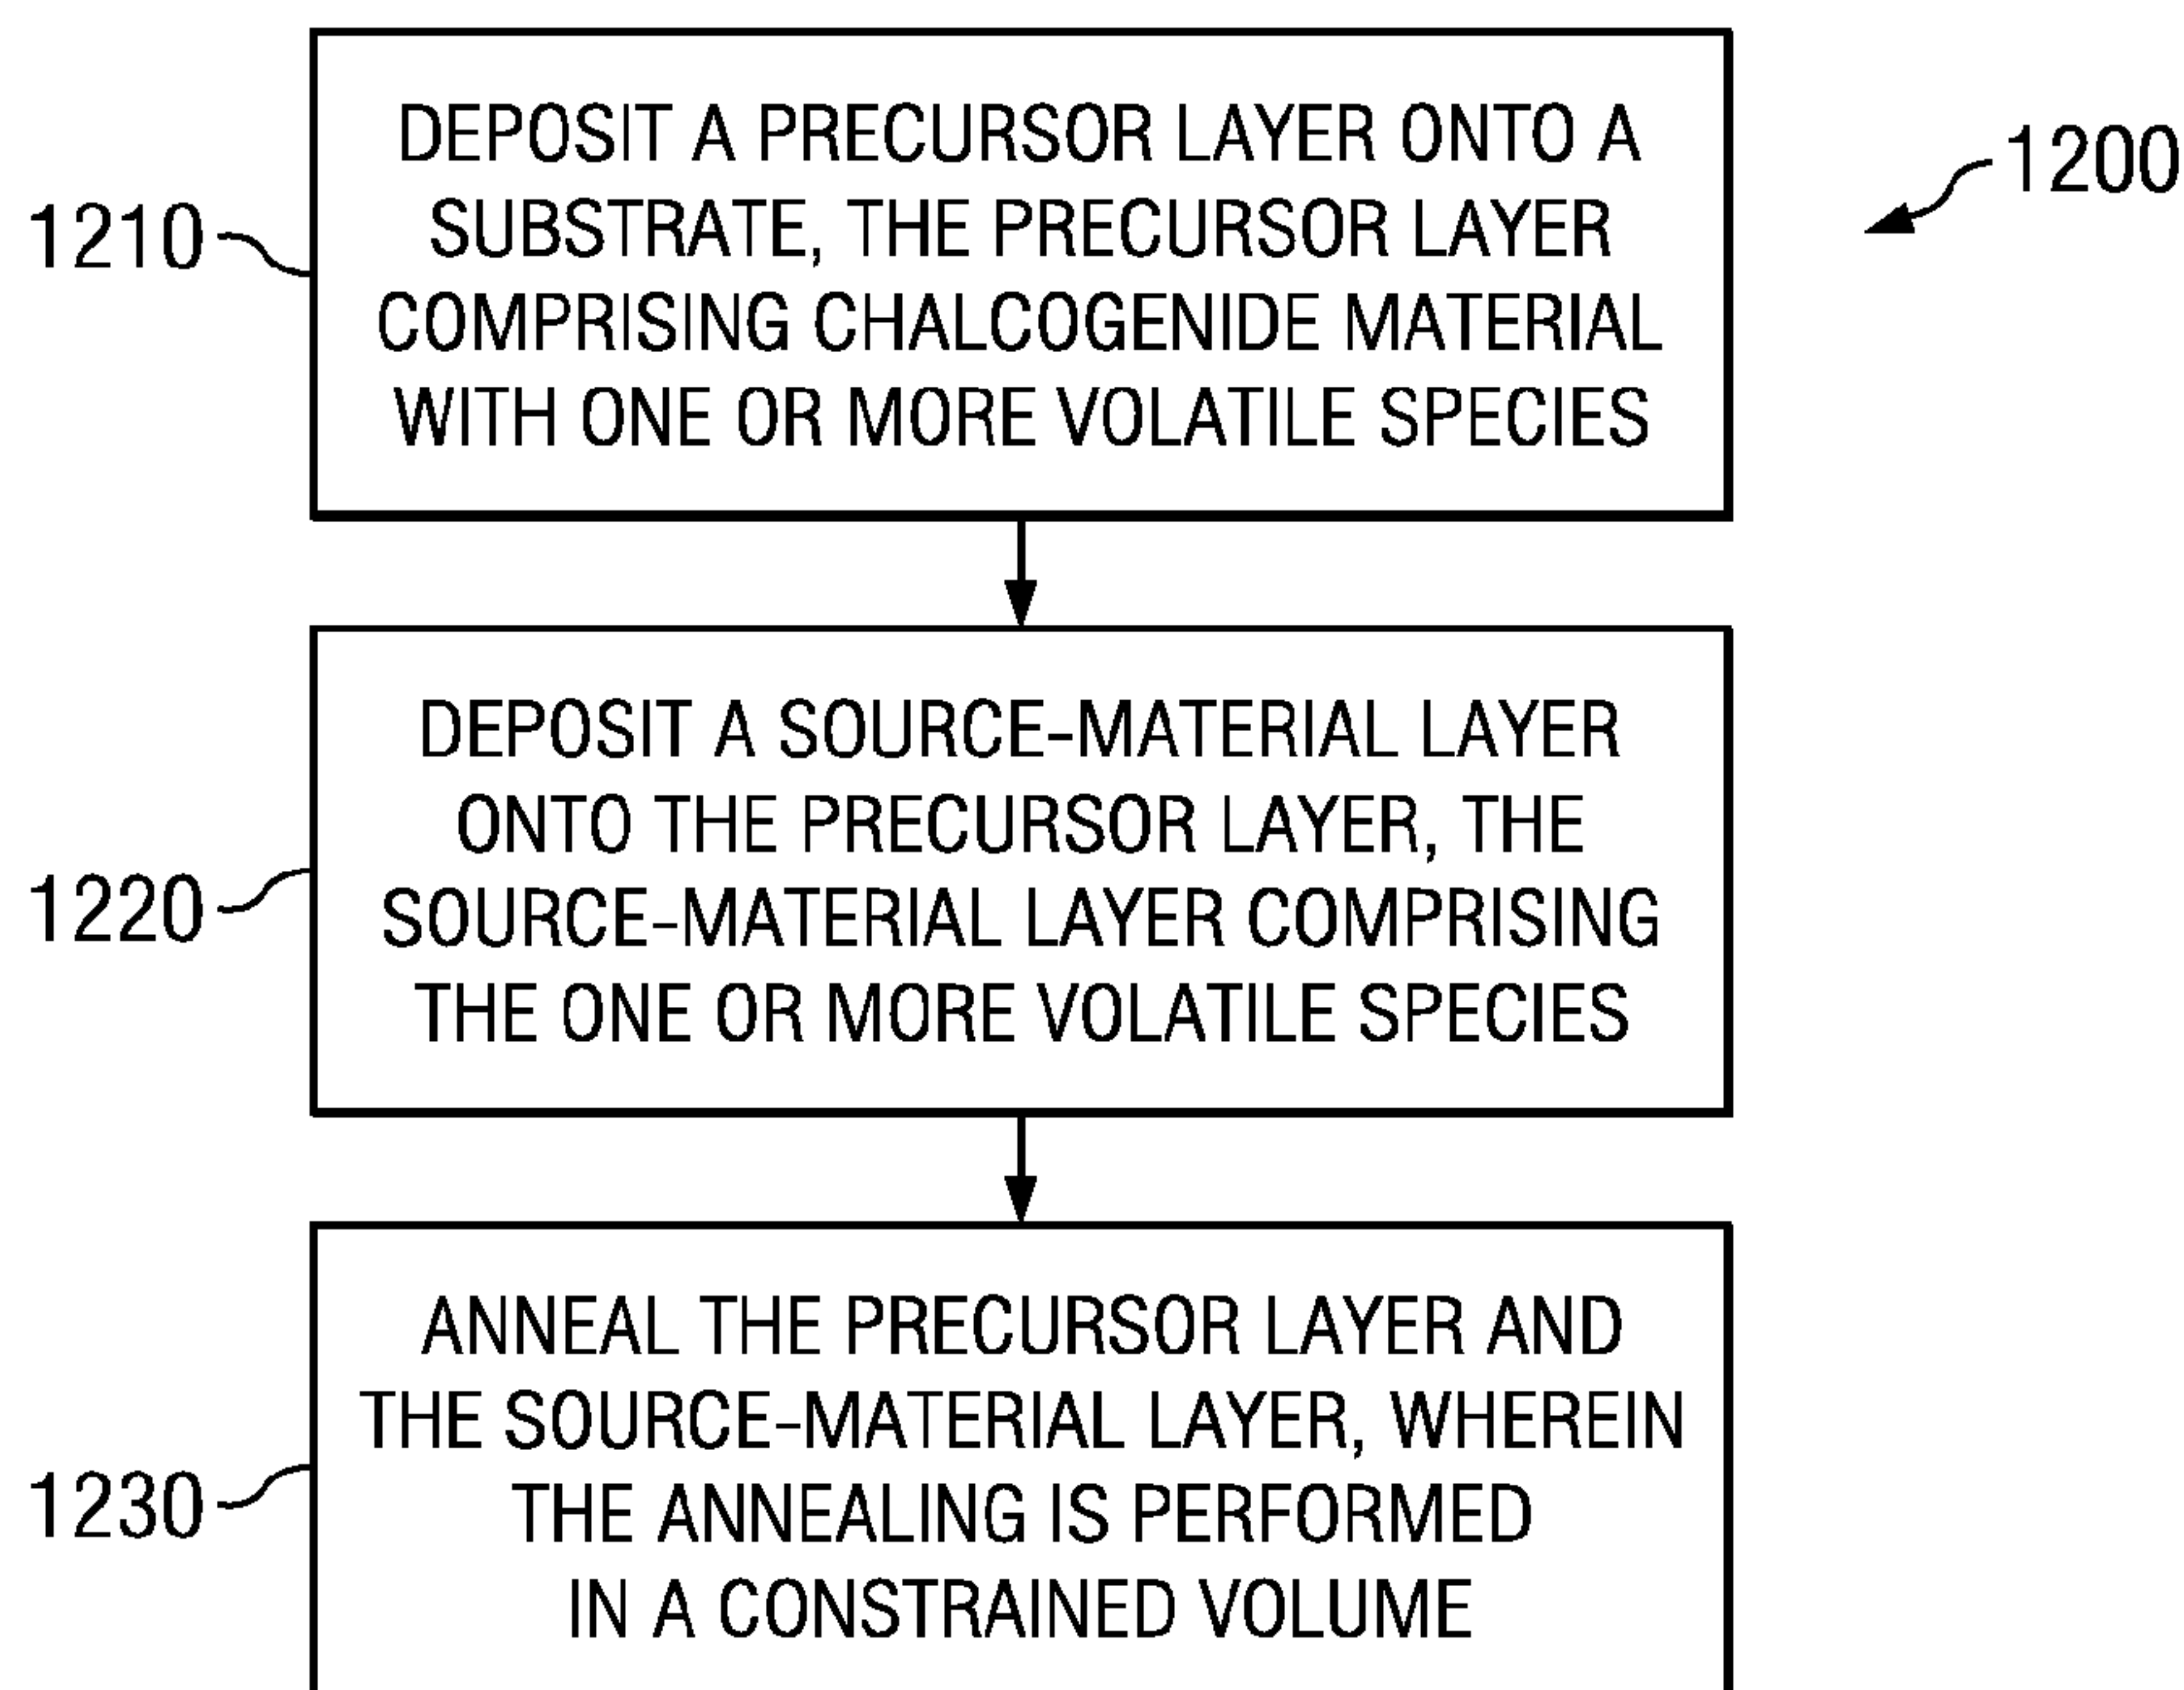 1200
1210
DEPOSIT A PRECURSOR LAYER ONTO A
SUBSTRATE, THE PRECURSOR LAYER
COMPRISING CHALCOGENIDE MATERIAL
WITH ONE OR MORE VOLATILE SPECIES
1220
DEPOSIT A SOURCE-MATERIAL LAYER
ONTO THE PRECURSOR LAYER, THE
SOURCE-MATERIAL LAYER COMPRISING
THE ONE OR MORE VOLATILE SPECIES
1230
ANNEAL THE PRECURSOR LAYER AND
THE SOURCE-MATERIAL LAYER, WHEREIN
THE ANNEALING IS PERFORMED
IN A CONSTRAINED VOLUME